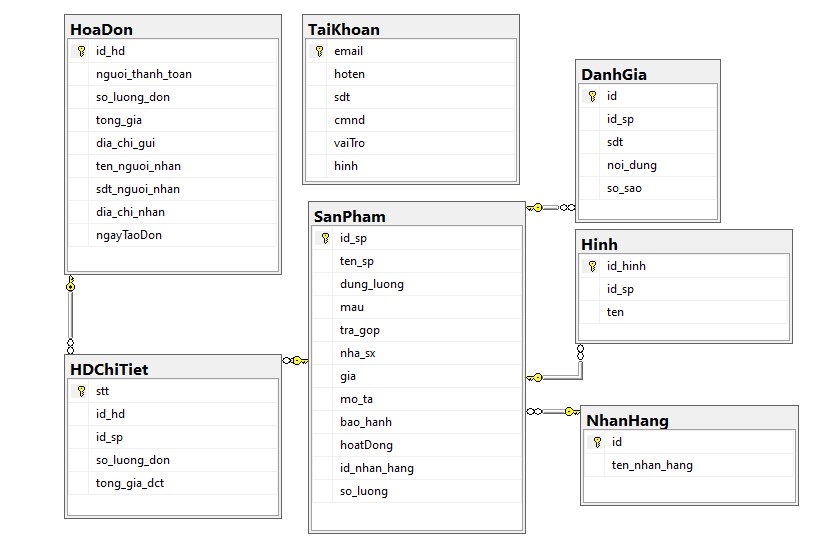 HoaDon
id_hd
nguoi_thanh_toan
so_luong_don
tong_gia
dia_chi_gui
ten_nguoi_nhan
sdt_nguoi_nhan
dia_chi_nhan
ngayTaoDon
TaiKhoan
email
hoten
sdt
cmnd
vaiTro
hinh
DanhGia
id
id_sp
sdt
noi_dung
so_sao
SanPham
id_sp
ten_sp
dung_luong
mau
tra_gop
nha_sx
gia
mo_ta
bao_hanh
hoatDong
id_nhan_hang
so_luong
Hinh
id_hinh
id_sp
ten
HDChiTiet
stt
id_hd
id_sp
so_luong_don
tong_gia_dct
NhanHang
id
ten_nhan_hang